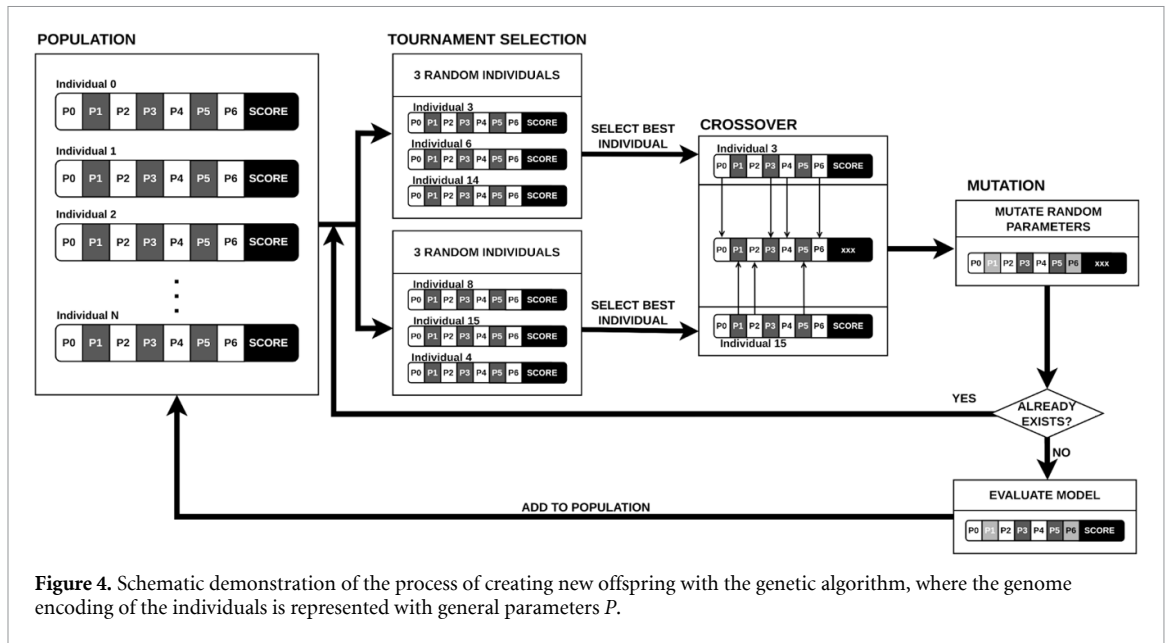 POPULATION
Individual 0
P0 P1 P2 P3 P4 P5 P6 SCORE
Individual 1
P0 P1 P2 P3 P4 P5 P6 SCORE
Individual 2
P0 P1 P2 P3 P4 P5 P6 SCORE
Individual N
P0 P1 P2 P3 P4 P5 P6 SCORE
TOURNAMENT SELECTION
3 RANDOM INDIVIDUALS
Individual 3
P0 P1 P2 P3 P4 P5 P6 SCORE
Individual 6
P0 P1 P2 P3 P4 P5 P6 SCORE
Individual 14
P0 P1 P2 P3 P4 P5 P6 SCORE
3 RANDOM INDIVIDUALS
Individual 8
P0 P1 P2 P3 P4 P5 P6 SCORE
Individual 15
P0 P1 P2 P3 P4 P5 P6 SCORE
Individual 4
P0 P1 P2 P3 P4 P5 P6 SCORE
SELECT BEST
INDIVIDUAL
SELECT BEST
INDIVIDUAL
CROSSOVER
Individual 3
P0 P1 P2 P3 P4 P5 P6 SCORE
P0 P1 P2 P3 P4 P5 P6 xxx
P0 P1 P2 P3 P4 P5 P6 SCORE
Individual 15
MUTATION
MUTATE RANDOM
PARAMETERS
P0 P1 P2 P3 P4 P5 P6 xxx
ALREADY
EXISTS?
YES
NO
EVALUATE MODEL
P0 P1 P2 P3 P4 P5 P6 SCORE
ADD TO POPULATION
Figure 4. Schematic demonstration of the process of creating new offspring with the genetic algorithm, where the genome
encoding of the individuals is represented with general parameters P.